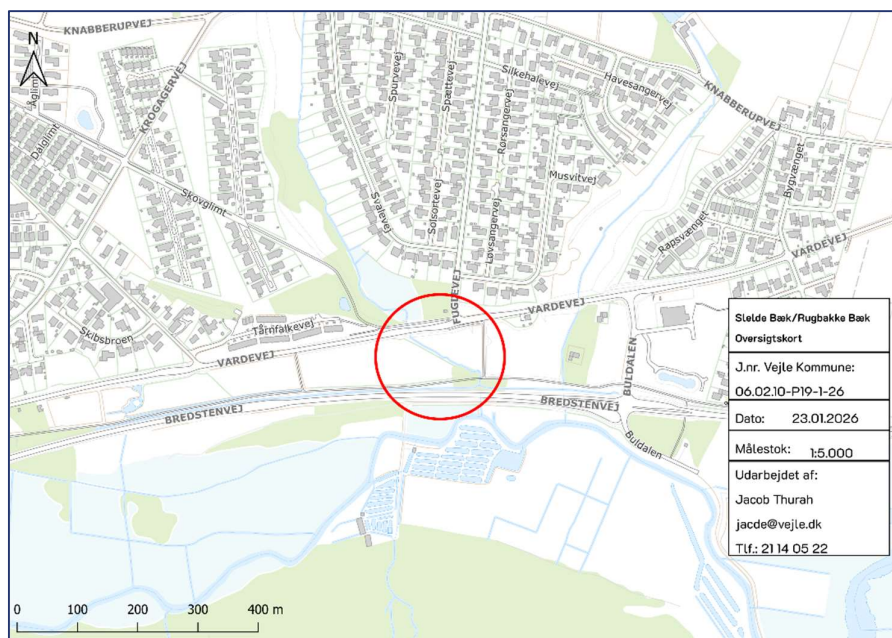 KNABBERUPVEJ
N
Åglimt
Dalglimt
KROGAGERVEJ
Skovglimt
Spurvevej
Spættevej
Silkehalevej
Havesangervej
KNABBERUPVEJ
Rørsangervej
Musvitvej
Bygvænget
Svalevej
Solsortevej
Løvsangervej
Rapsvænget
VARDEVEJ
FUGLEVEJ
VARDEVEJ
Tårnfalkevej
Skibsbroen
VARDEVEJ
BULDALEN
BREDSTENVEJ
BREDSTENVEJ
Buldalen
Slelde Bæk/Rugbakke Bæk
Oversigtskort
J.nr. Vejle Kommune:
06.02.10-P19-1-26
Dato: 23.01.2026
Målestok: 1:5.000
Udarbejdet af:
Jacob Thurah
jacde@vejle.dk
Tlf.: 21 14 05 22
0 100 200 300 400 m